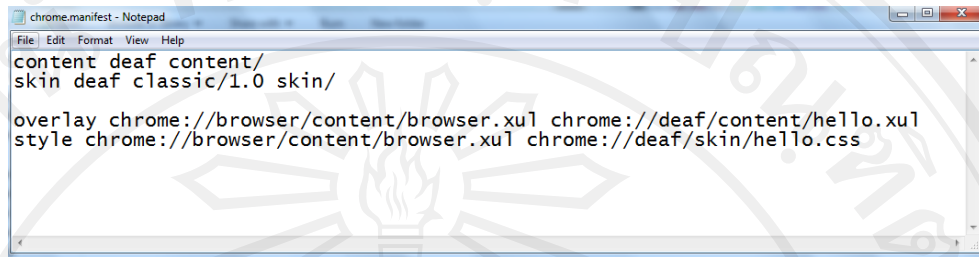 chrome.manifest - Notepad
File Edit Format View Help
content deaf content/
skin deaf classic/1.0 skin/
overlay chrome://browser/content/browser.xul chrome://deaf/content/hello.xul
style chrome://browser/content/browser.xul chrome://deaf/skin/hello.css